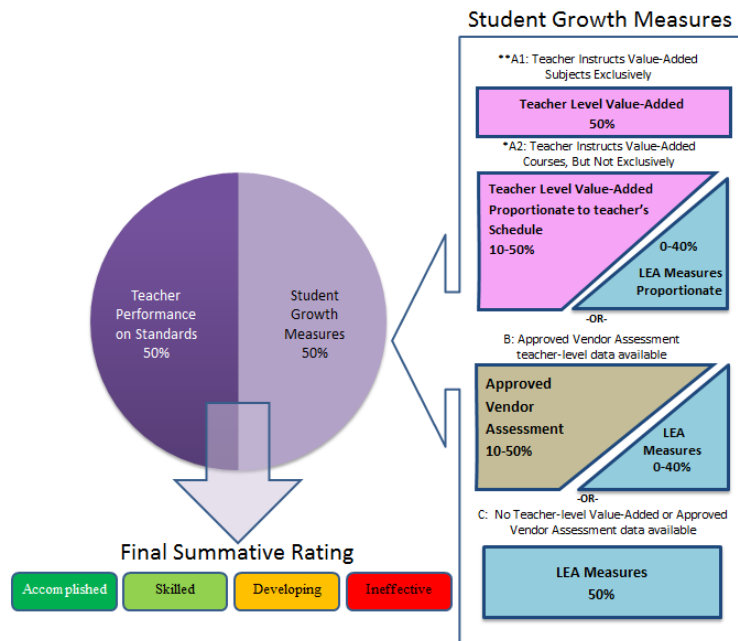 Student Growth Measures
**A1: Teacher Instructs Value-Added
Subjects Exclusively
Teacher Level Value-Added
50%
*A2: Teacher Instructs Value-Added
Courses, But Not Exclusively
Teacher Level Value-Added
Proportionate to teacher's
Schedule
10-50%
0-40%
LEA Measures
Proportionate
-OR-
B: Approved Vendor Assessment
teacher-level data available
Approved
Vendor
Assessment
10-50%
LEA
Measures
0-40%
-OR-
C: No Teacher-level Value-Added or Approved
Vendor Assessment data available
LEA Measures
50%
Teacher
Performance
on Standards
50%
Student
Growth
Measures
50%
Final Summative Rating
Accomplished
Skilled
Developing
Ineffective